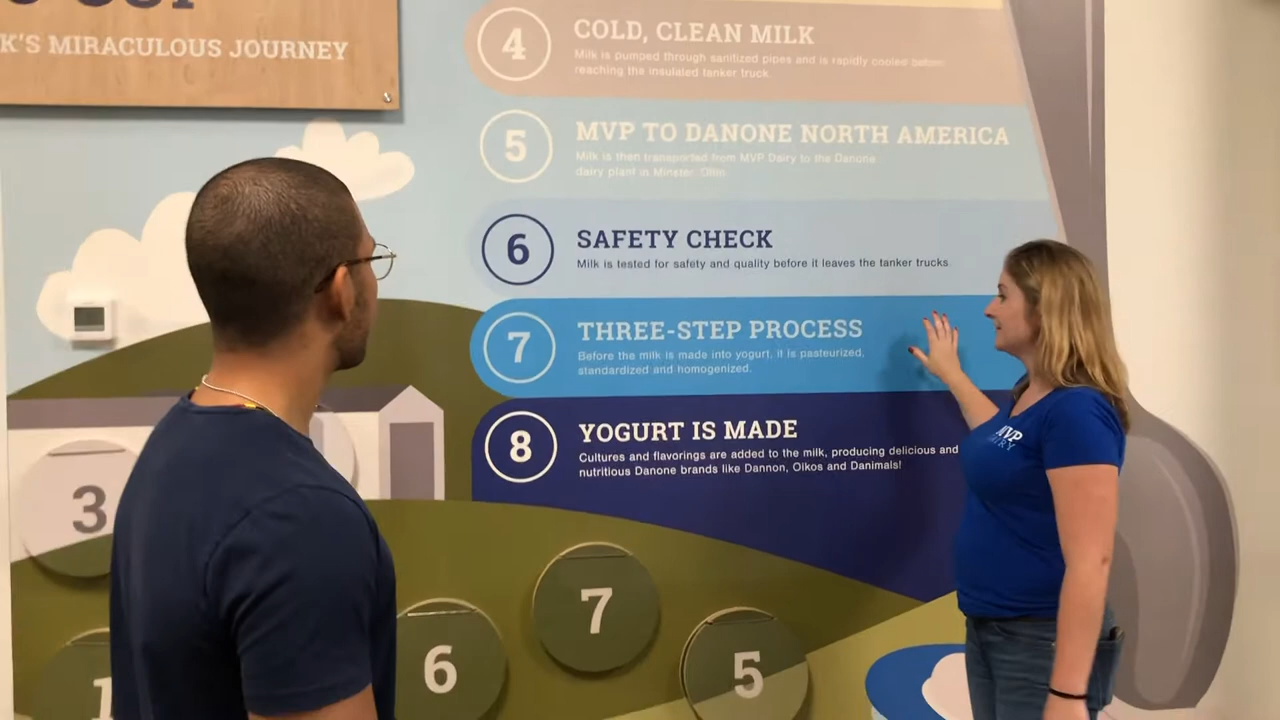 K'S MIRACULOUS JOURNEY
4
COLD, CLEAN MILK
Milk is pumped through sanitized pipes and is rapidly cooled before
reaching the insulated tanker truck.
5
MVP TO DANONE NORTH AMERICA
Milk is then transported from MVP Dairy to the Danone
dairy plant in Minster, Ohio.
6
SAFETY CHECK
Milk is tested for safety and quality before it leaves the tanker trucks.
7
THREE-STEP PROCESS
Before the milk is made into yogurt, it is pasteurized,
standardized and homogenized.
8
YOGURT IS MADE
Cultures and flavorings are added to the milk, producing delicious and
nutritious Danone brands like Dannon, Oikos and Danimals!
MVP
DAIRY
3
7
6
5
1